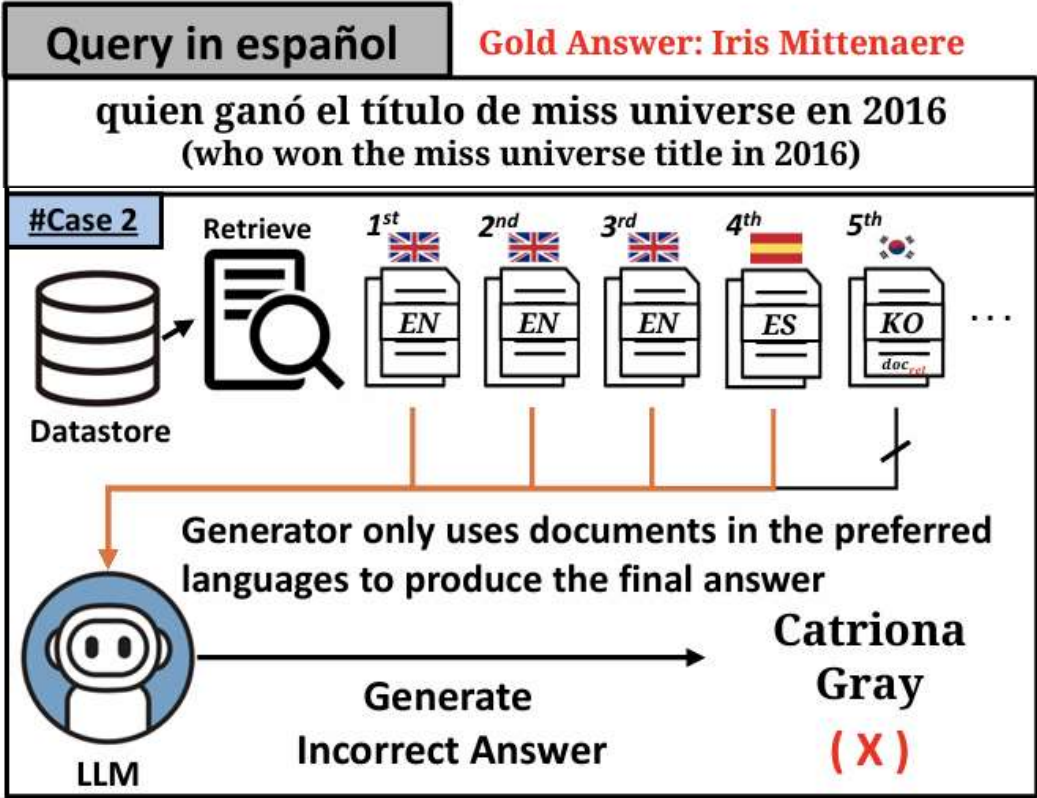 Query in español
Gold Answer: Iris Mittenaere
quien ganó el título de miss universe en 2016
(who won the miss universe title in 2016)
#Case 2
Retrieve
1st
2nd
3rd
4th
5th
EN
EN
EN
ES
KO
doc_rel
...
Datastore
Generator only uses documents in the preferred
languages to produce the final answer
Catriona
Gray
( X )
Generate
Incorrect Answer
LLM